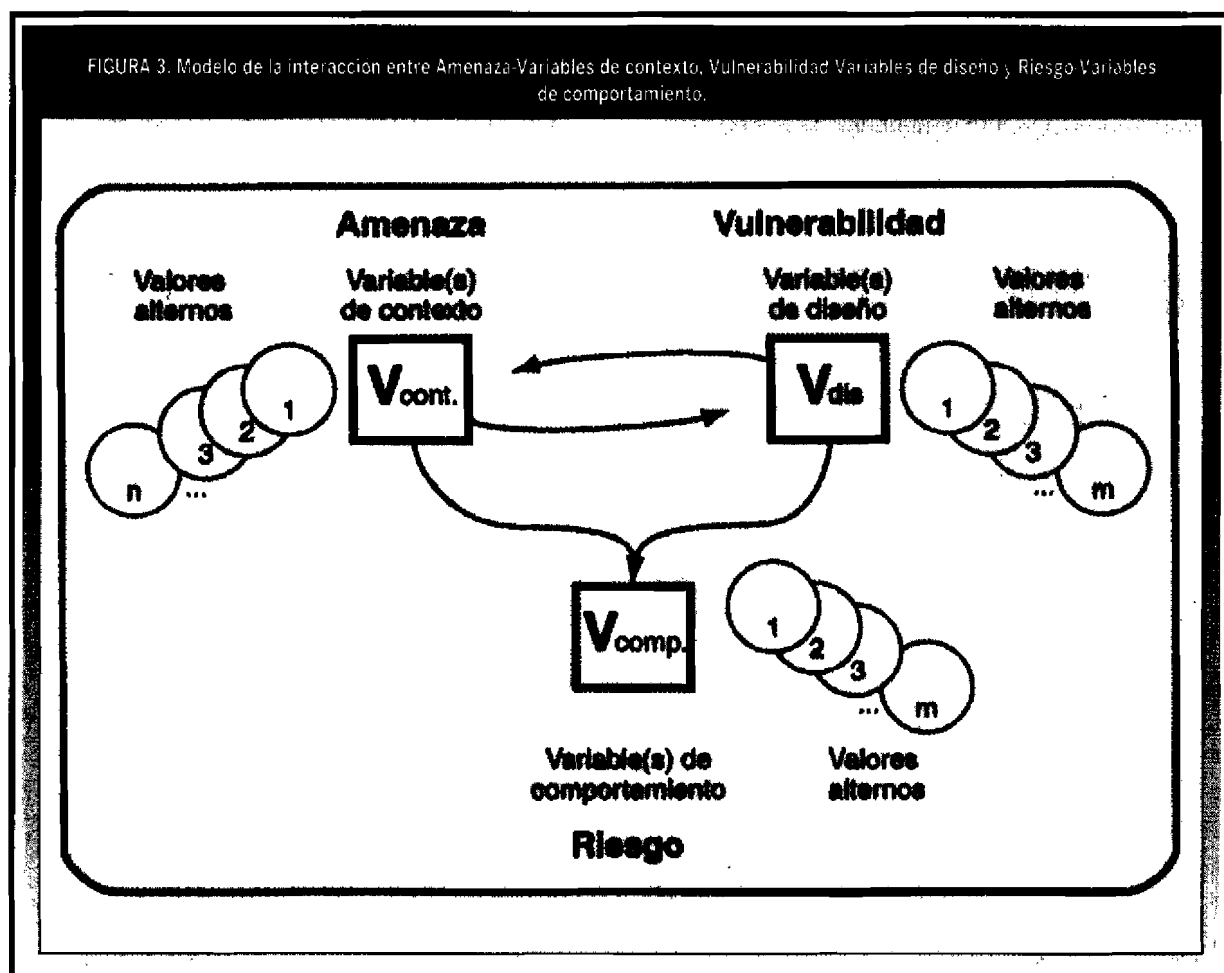 FIGURA 3. Modelo de la interacción entre Amenaza-Variables de contexto, Vulnerabilidad Variables de diseño y Riesgo-Variables
de comportamiento.
Amenaza
Vulnerabilidad
Valores
alternos
Variable(s)
de contexto
Variable(s)
de diseño
Valores
alternos
Vcont.
Vdis
1
2
3
...
n
1
2
3
...
m
Vcomp.
1
2
3
...
m
Variable(s) de
comportamiento
Valores
alternos
Riesgo